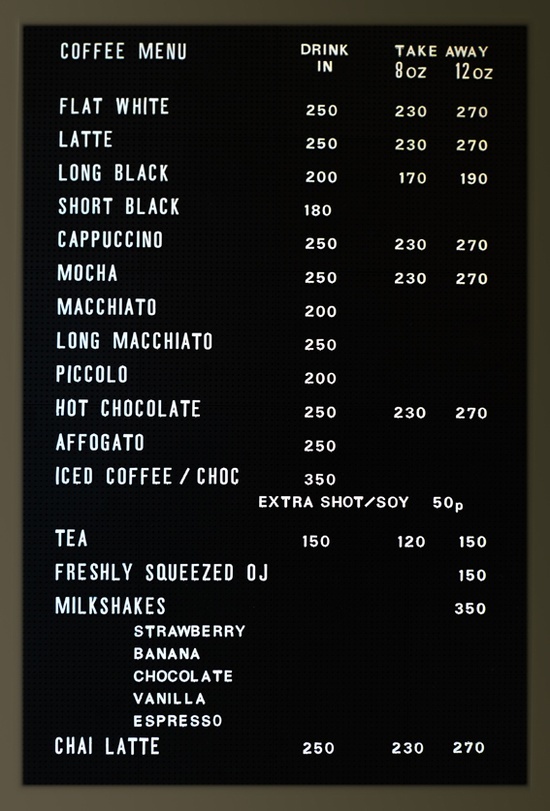 COFFEE MENU DRINK IN TAKE AWAY
8oz 12oz
FLAT WHITE 250 230 270
LATTE 250 230 270
LONG BLACK 200 170 190
SHORT BLACK 180
CAPPUCCINO 250 230 270
MOCHA 250 230 270
MACCHIATO 200
LONG MACCHIATO 250
PICCOLO 200
HOT CHOCOLATE 250 230 270
AFFOGATO 250
ICED COFFEE / CHOC 350
EXTRA SHOT/SOY 50p
TEA 150 120 150
FRESHLY SQUEEZED OJ 150
MILKSHAKES 350
STRAWBERRY
BANANA
CHOCOLATE
VANILLA
ESPRESSO
CHAI LATTE 250 230 270